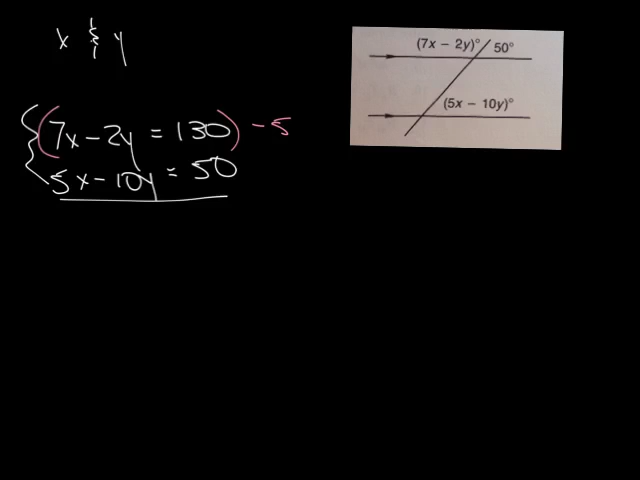 x & y
(7x − 2y)° 50°
(5x − 10y)°
(7x − 2y = 130) − 5
5x − 10y = 50